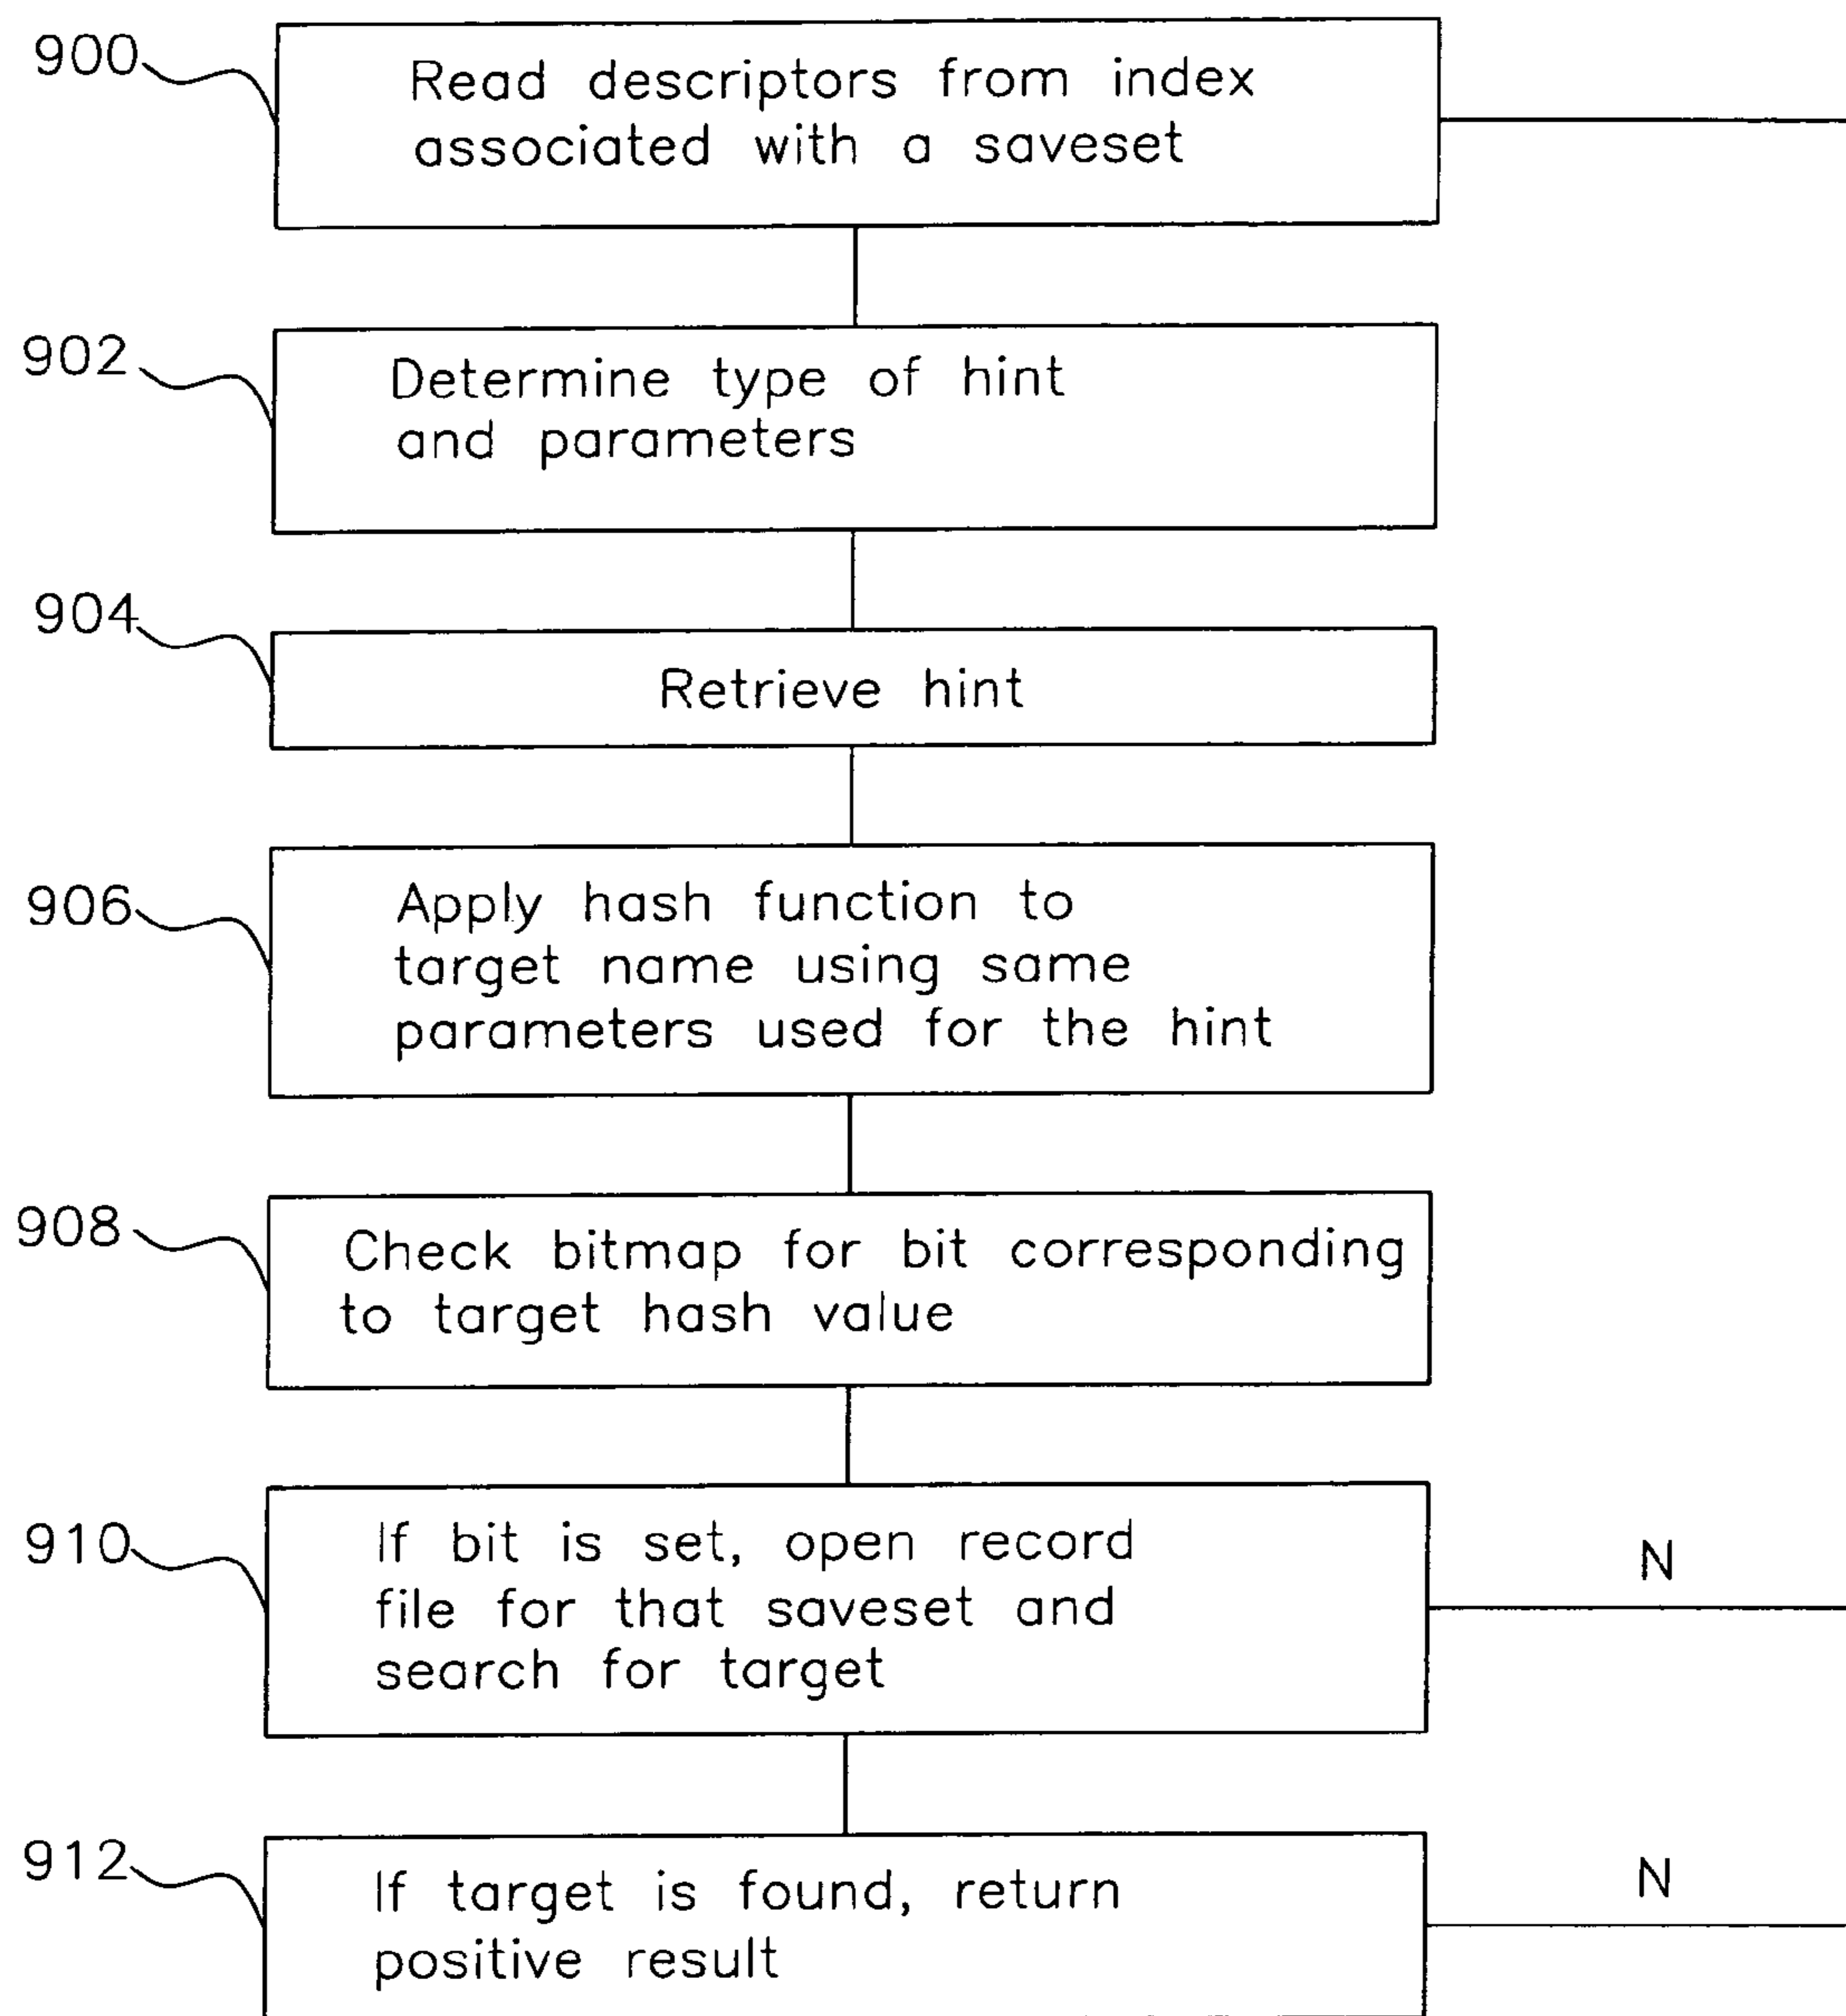 900
Read descriptors from index
associated with a saveset
902
Determine type of hint
and parameters
904
Retrieve hint
906
Apply hash function to
target name using same
parameters used for the hint
908
Check bitmap for bit corresponding
to target hash value
910
If bit is set, open record
file for that saveset and
search for target
N
912
If target is found, return
positive result
N